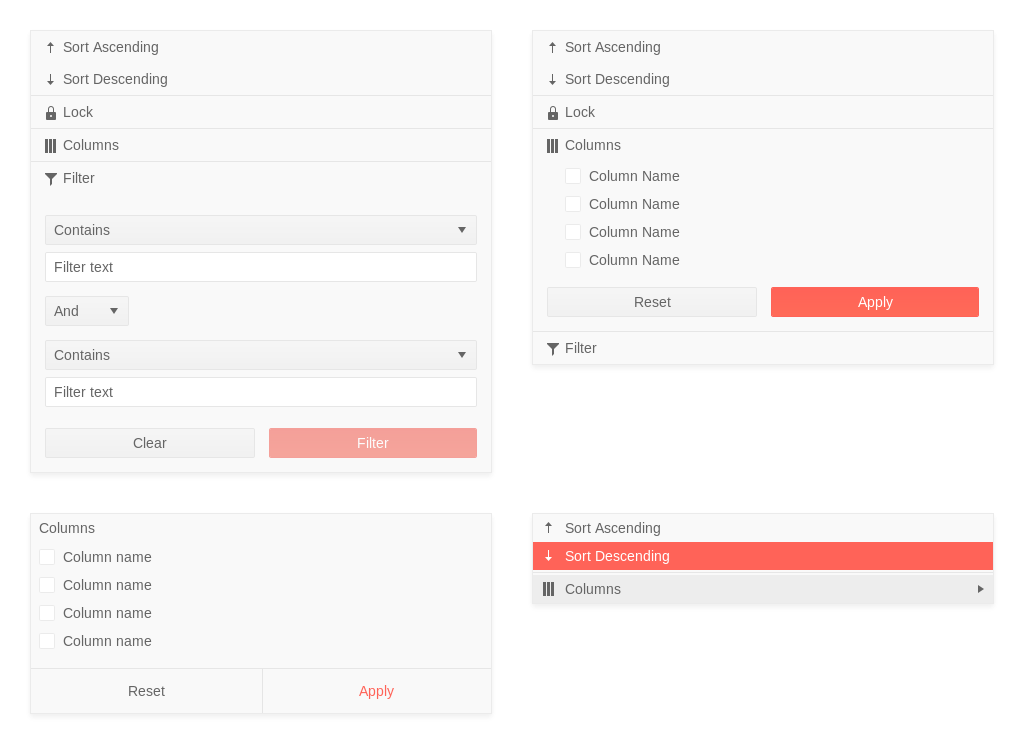 Sort Ascending
Sort Descending
Lock
Columns
Filter
Contains
Filter text
And
Contains
Filter text
Clear
Filter
Sort Ascending
Sort Descending
Lock
Columns
Column Name
Column Name
Column Name
Column Name
Reset
Apply
Filter
Columns
Column name
Column name
Column name
Column name
Reset
Apply
Sort Ascending
Sort Descending
Columns